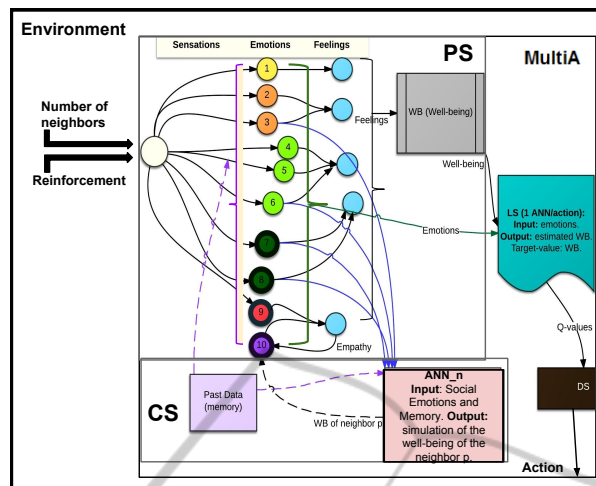 Environment
Sensations Emotions Feelings
PS
MultiA
Number of
neighbors
Reinforcement
1
2
3
4
5
6
7
8
9
10
Feelings
WB (Well-being)
Well-being
LS (1 ANN/action):
Input: emotions.
Output: estimated WB.
Target-value: WB.
Emotions
Empathy
Q-values
DS
CS
Past Data
(memory)
WB of neighbor p
ANN_n
Input: Social
Emotions and
Memory. Output:
simulation of the
well-being of the
neighbor p.
Action